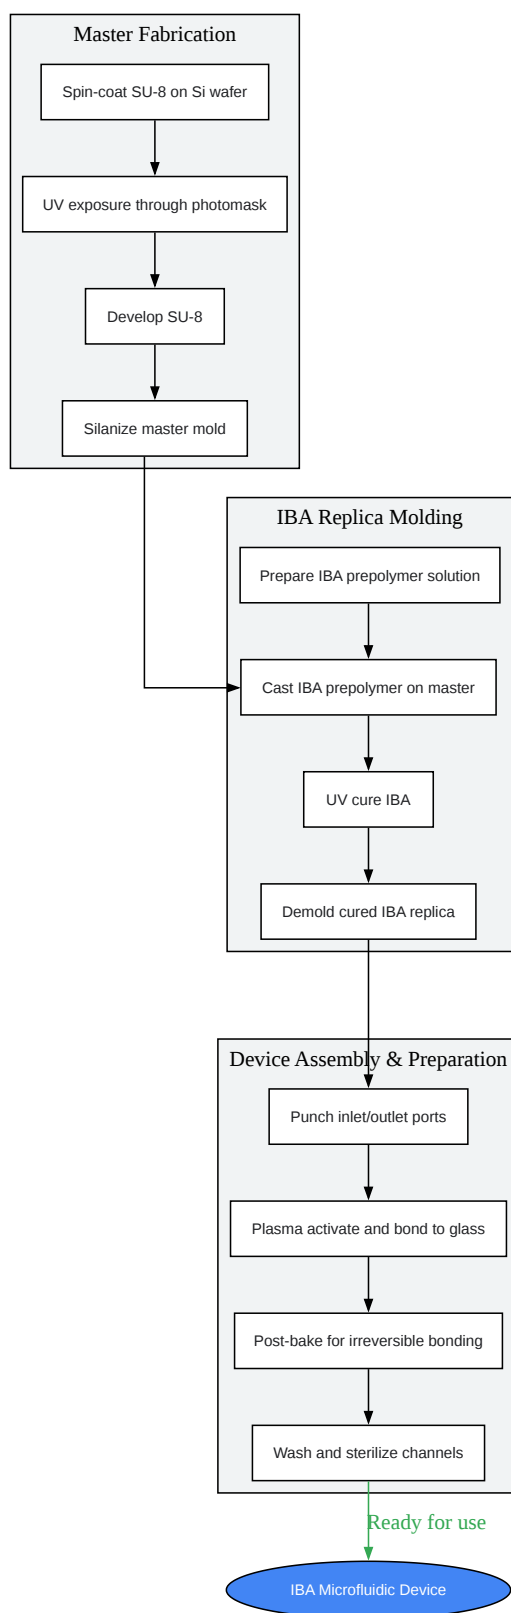 Master Fabrication
Spin-coat SU-8 on Si wafer
UV exposure through photomask
Develop SU-8
Silanize master mold
IBA Replica Molding
Prepare IBA prepolymer solution
Cast IBA prepolymer on master
UV cure IBA
Demold cured IBA replica
Device Assembly & Preparation
Punch inlet/outlet ports
Plasma activate and bond to glass
Post-bake for irreversible bonding
Wash and sterilize channels
Ready for use
IBA Microfluidic Device